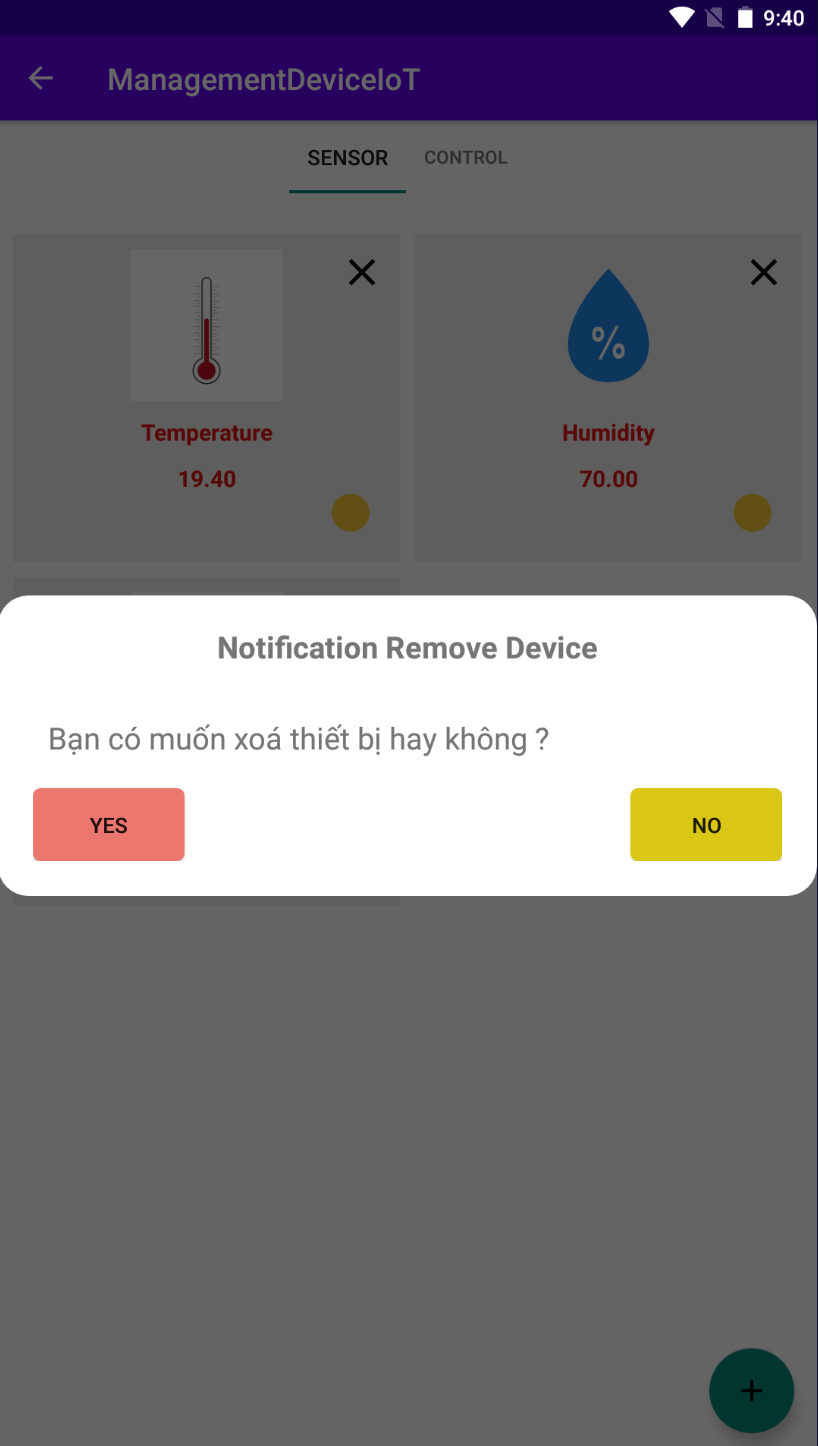 9:40
ManagementDeviceIoT
SENSOR CONTROL
%
Temperature Humidity
19.40 70.00
Notification Remove Device
Bạn có muốn xoá thiết bị hay không ?
YES NO
+